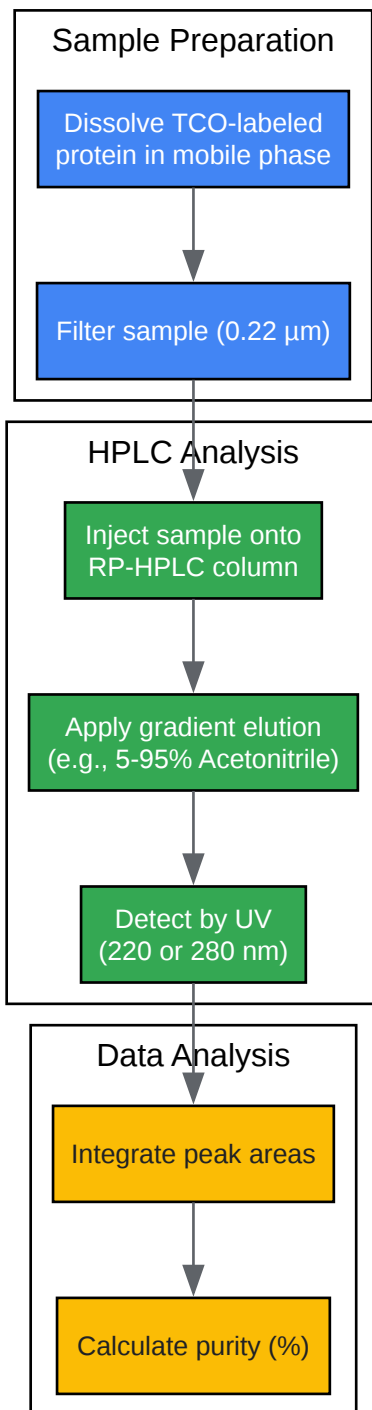 Sample Preparation
Dissolve TCO-labeled
protein in mobile phase
Filter sample (0.22 µm)
HPLC Analysis
Inject sample onto
RP-HPLC column
Apply gradient elution
(e.g., 5-95% Acetonitrile)
Detect by UV
(220 or 280 nm)
Data Analysis
Integrate peak areas
Calculate purity (%)